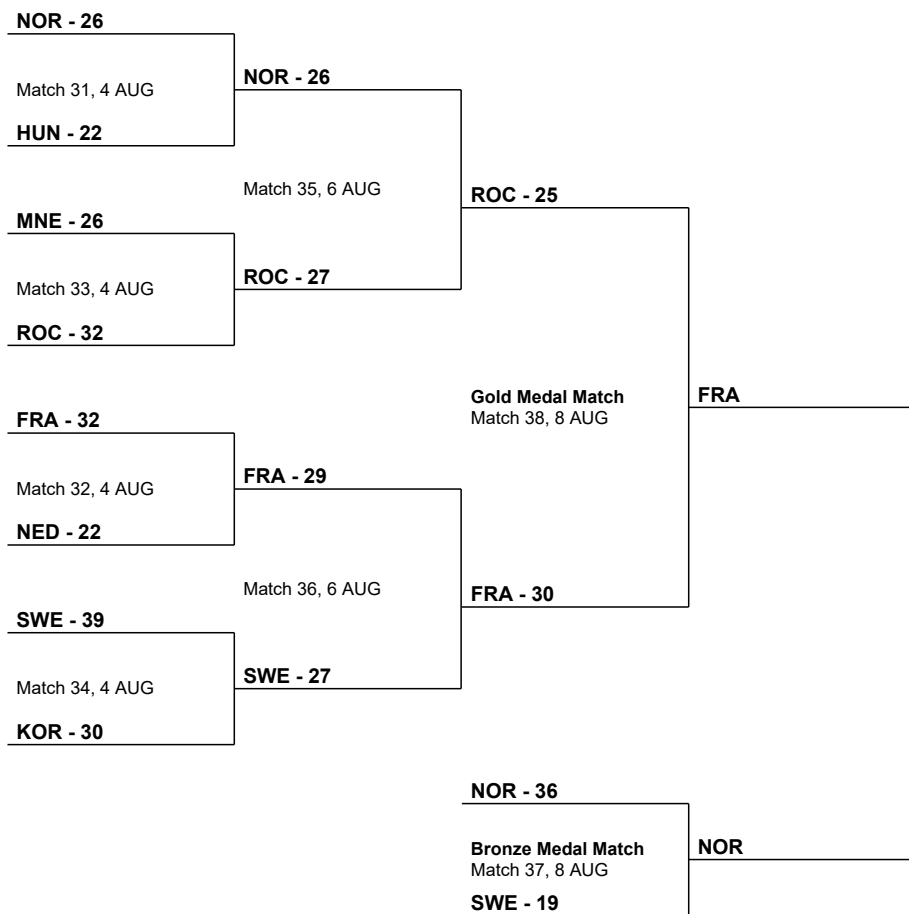 NOR - 26
Match 31, 4 AUG
HUN - 22
NOR - 26
Match 35, 6 AUG
MNE - 26
Match 33, 4 AUG
ROC - 32
ROC - 27
ROC - 25
Gold Medal Match
Match 38, 8 AUG
FRA
FRA - 32
Match 32, 4 AUG
NED - 22
FRA - 29
Match 36, 6 AUG
SWE - 39
Match 34, 4 AUG
KOR - 30
SWE - 27
FRA - 30
NOR - 36
Bronze Medal Match
Match 37, 8 AUG
SWE - 19
NOR